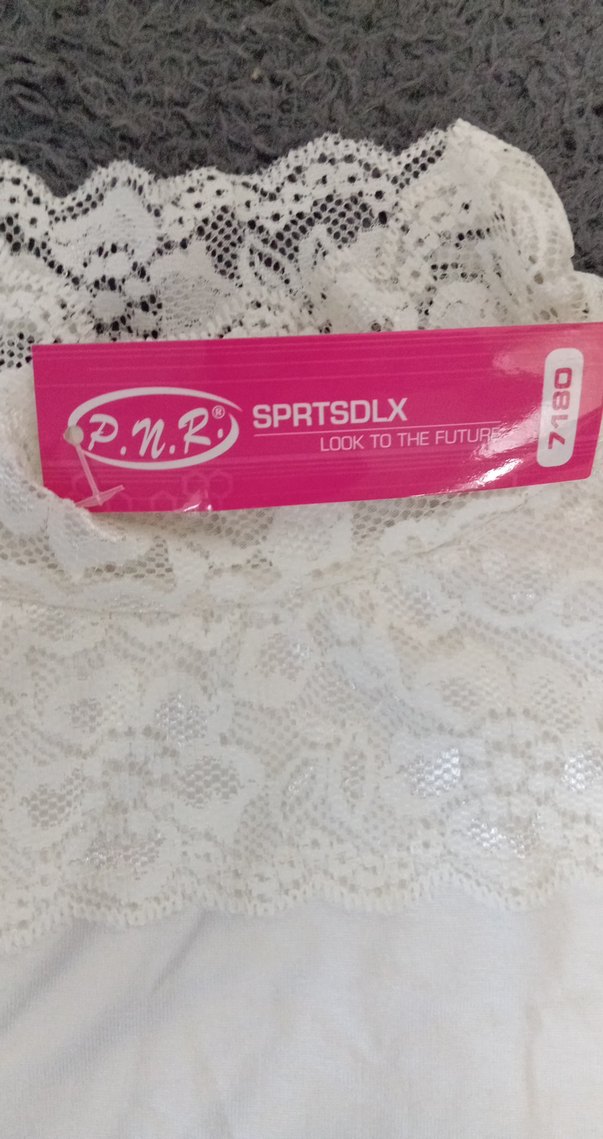 P.N.R.®
SPRTSDLX
LOOK TO THE FUTURE
7180